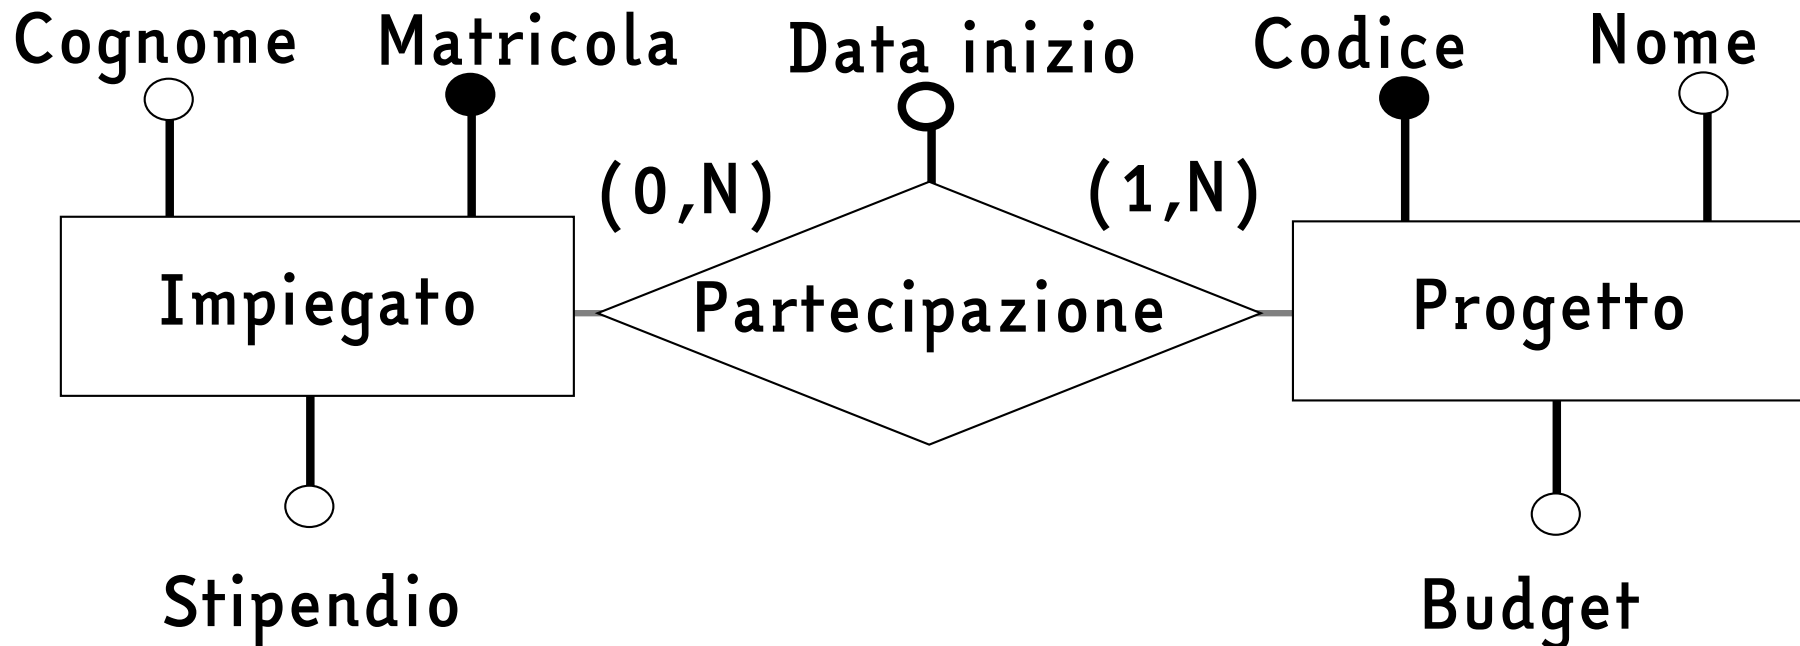 Cognome
Matricola
Data inizio
Codice
Nome
(0,N)
(1,N)
Impiegato
Partecipazione
Progetto
Stipendio
Budget